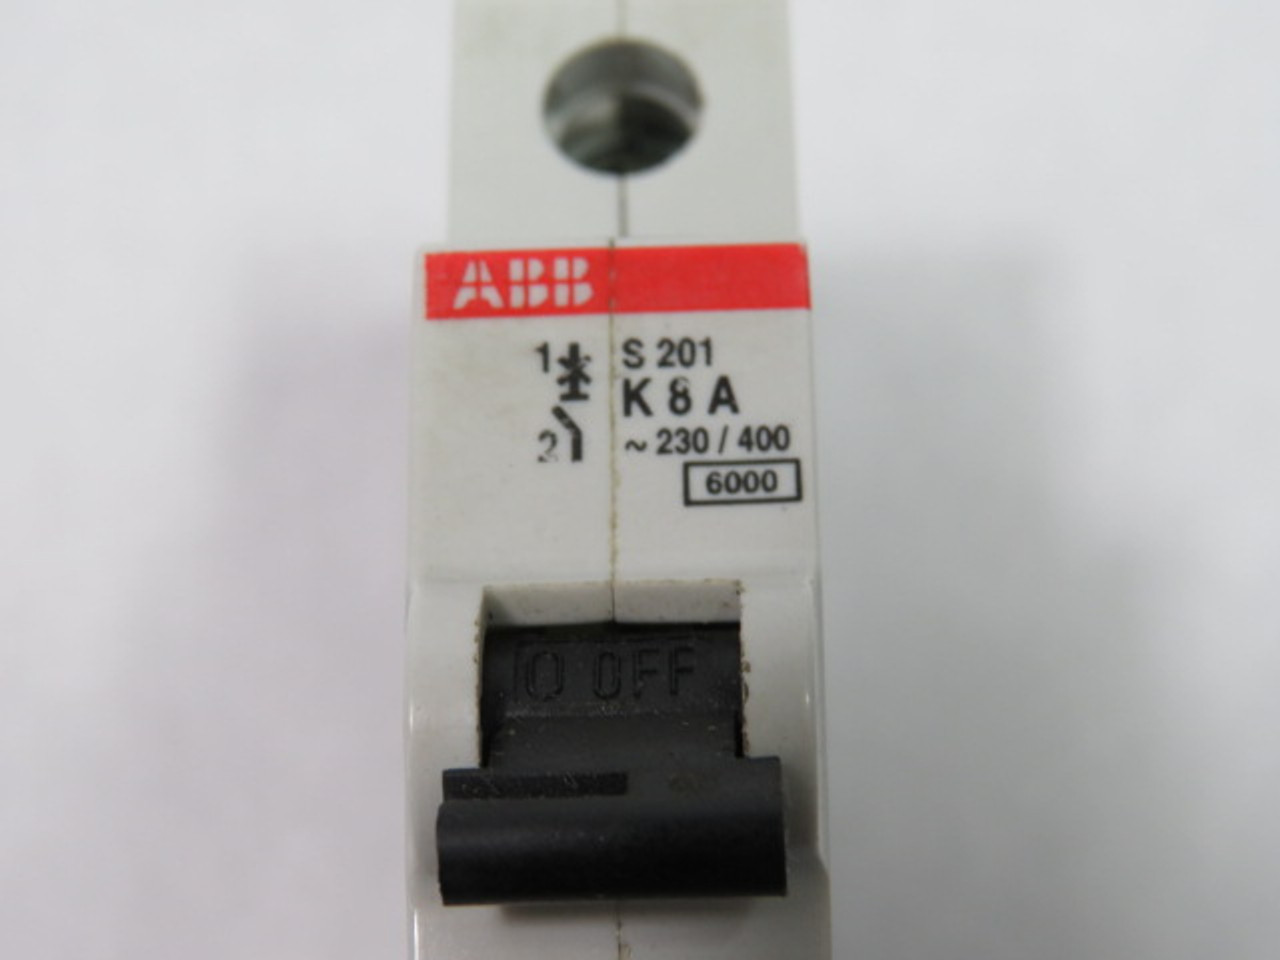 ABB
1 S 201
K 8 A
2 ~ 230 / 400
6000
O OFF